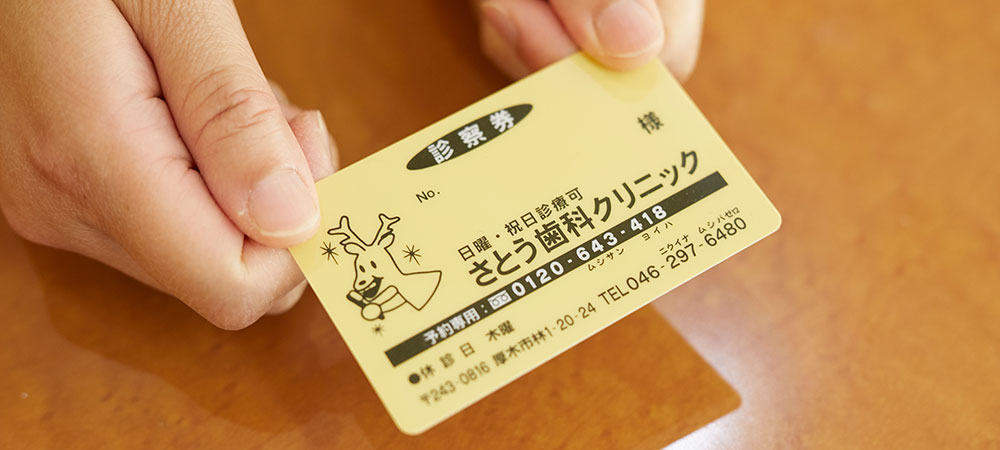 診察券
No.
様
日曜・祝日診療可
さとう歯科クリニック
予約専用：0120-643-418
ムシサン ヨイハ
●休診日 木曜
ニクイナ ムシハゼロ
〒243-0816 厚木市林1-20-24 TEL046-297-6480